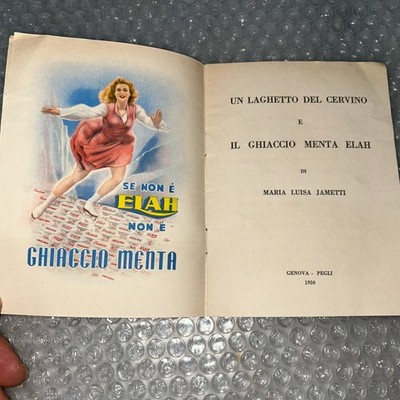 SE NON È
ELAH
NON È
GHIACCIO MENTA
UN LAGHETTO DEL CERVINO
E
IL GHIACCIO MENTA ELAH
DI
MARIA LUISA JAMETTI
GENOVA - PEGLI
1950